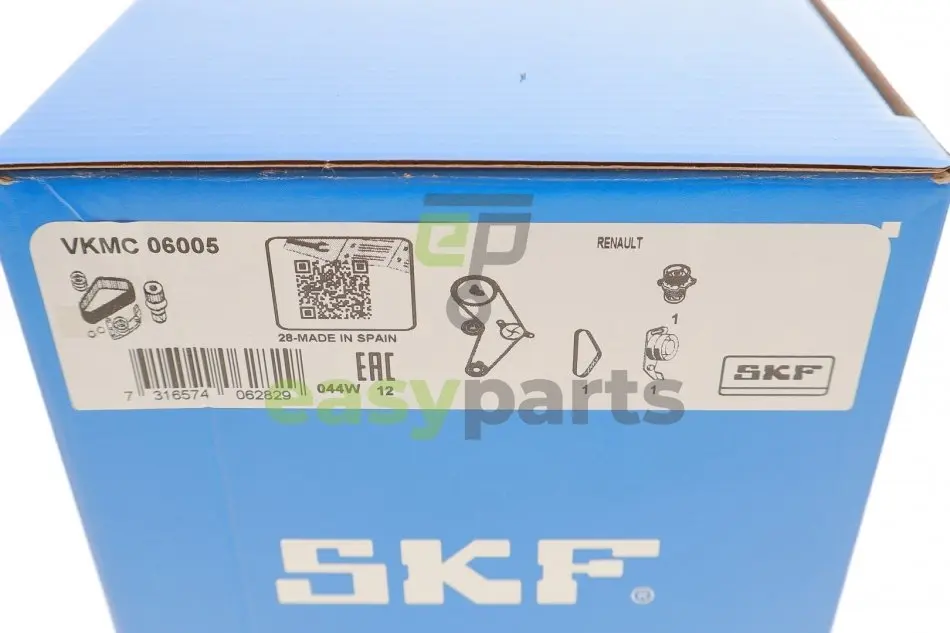 VKMC 06005
RENAULT
1
28-MADE IN SPAIN
EAC
7 316574 062829
044W 12
1 1
SKF
epo
easyparts
SKF®